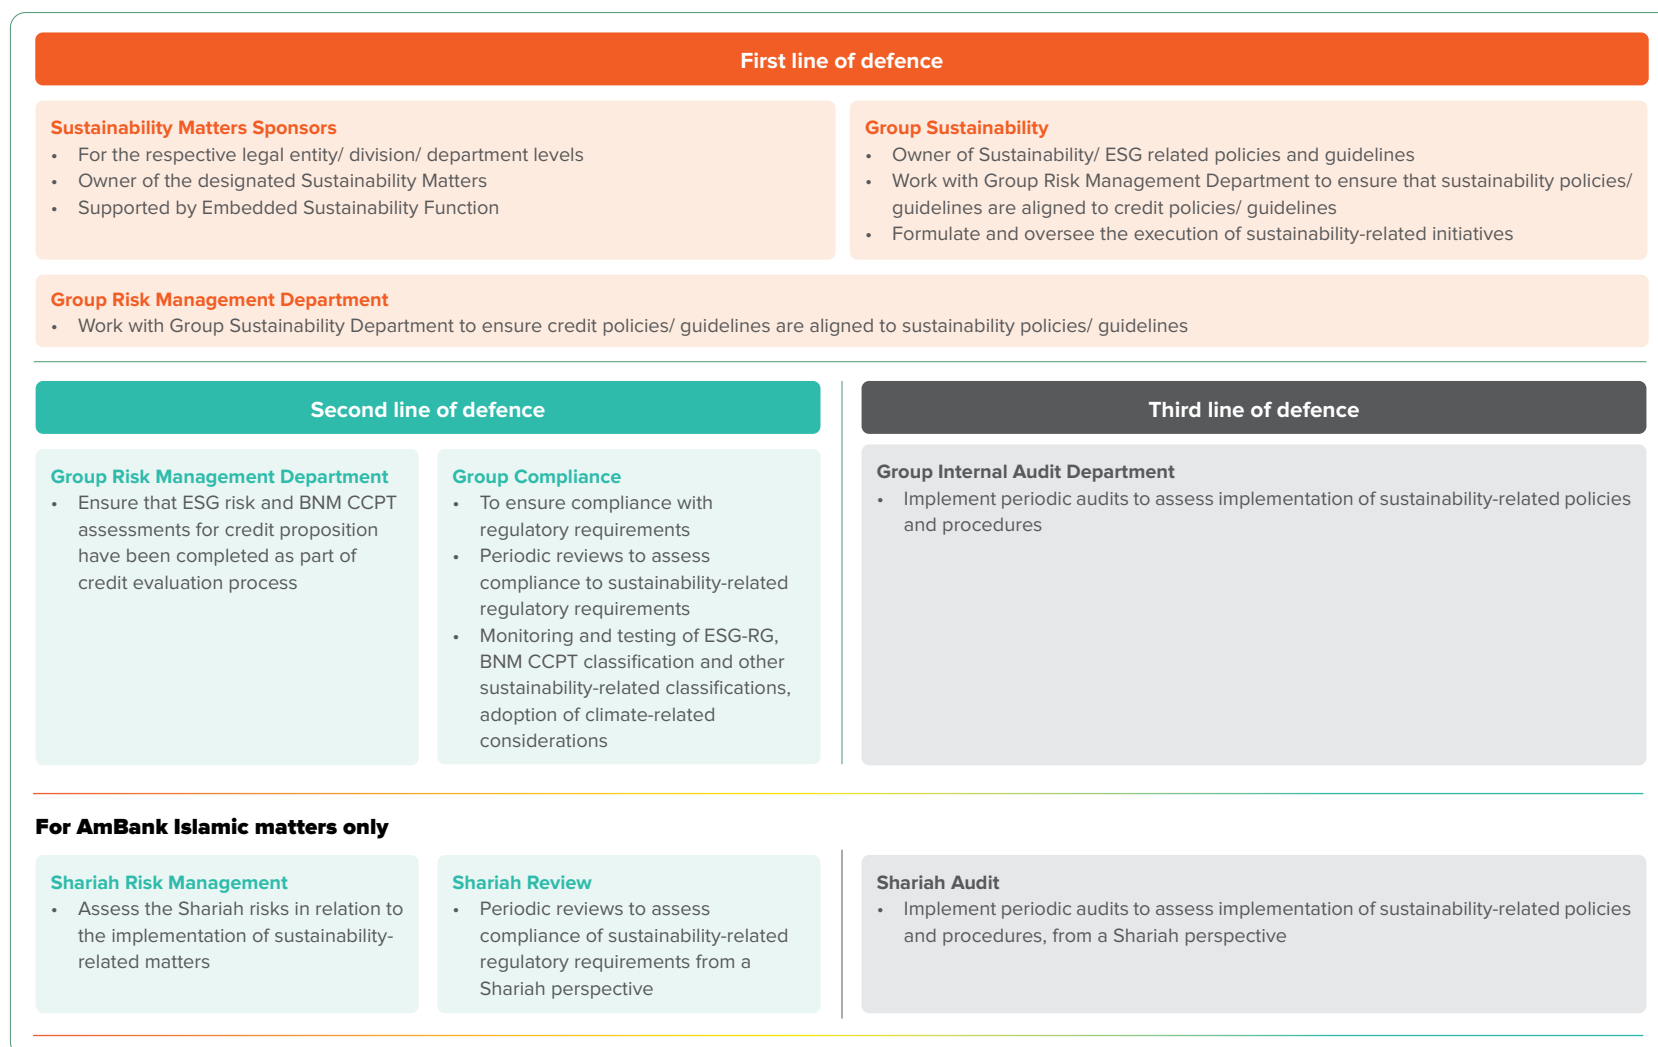 First line of defence
Sustainability Matters Sponsors
• For the respective legal entity/ division/ department levels
• Owner of the designated Sustainability Matters
• Supported by Embedded Sustainability Function
Group Sustainability
• Owner of Sustainability/ ESG related policies and guidelines
• Work with Group Risk Management Department to ensure that sustainability policies/
guidelines are aligned to credit policies/ guidelines
• Formulate and oversee the execution of sustainability-related initiatives
Group Risk Management Department
• Work with Group Sustainability Department to ensure credit policies/ guidelines are aligned to sustainability policies/ guidelines
Second line of defence
Group Risk Management Department
• Ensure that ESG risk and BNM CCPT
assessments for credit proposition
have been completed as part of
credit evaluation process
Group Compliance
• To ensure compliance with
regulatory requirements
• Periodic reviews to assess
compliance to sustainability-related
regulatory requirements
• Monitoring and testing of ESG-RG,
BNM CCPT classification and other
sustainability-related classifications,
adoption of climate-related
considerations
Third line of defence
Group Internal Audit Department
• Implement periodic audits to assess implementation of sustainability-related policies
and procedures
For AmBank Islamic matters only
Shariah Risk Management
• Assess the Shariah risks in relation to
the implementation of sustainability-
related matters
Shariah Review
• Periodic reviews to assess
compliance of sustainability-related
regulatory requirements from a
Shariah perspective
Shariah Audit
• Implement periodic audits to assess implementation of sustainability-related policies
and procedures, from a Shariah perspective